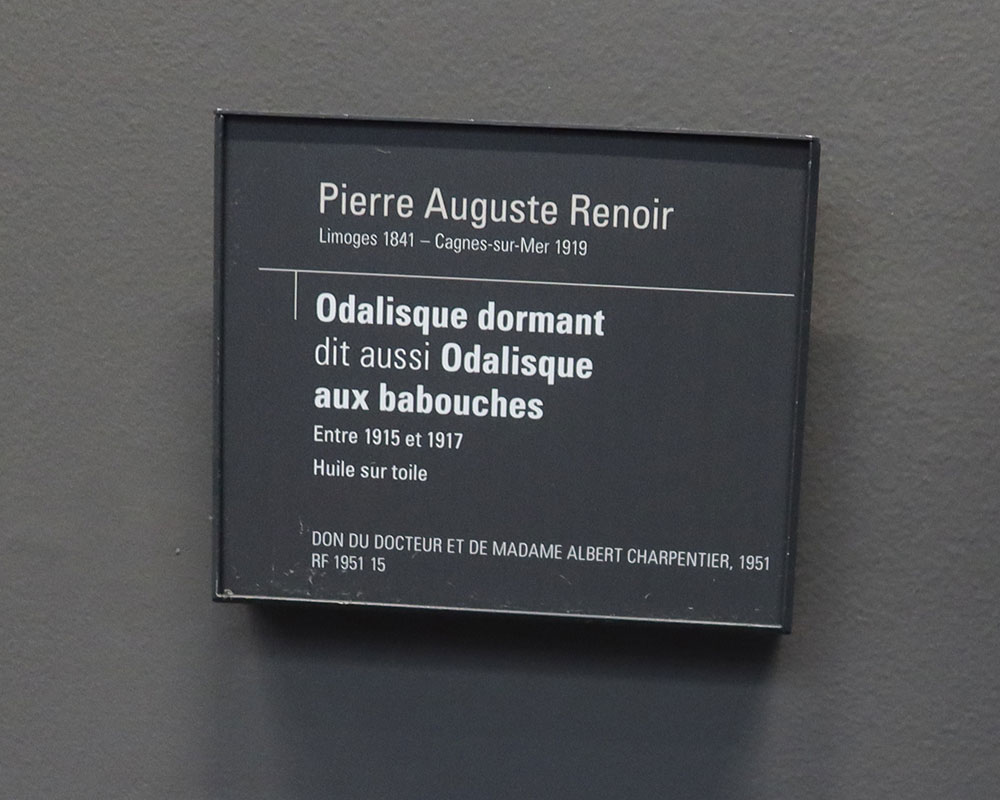 Pierre Auguste Renoir
Limoges 1841 – Cagnes-sur-Mer 1919
Odalisque dormant
dit aussi Odalisque
aux babouches
Entre 1915 et 1917
Huile sur toile
DON DU DOCTEUR ET DE MADAME ALBERT CHARPENTIER, 1951
RF 1951 15